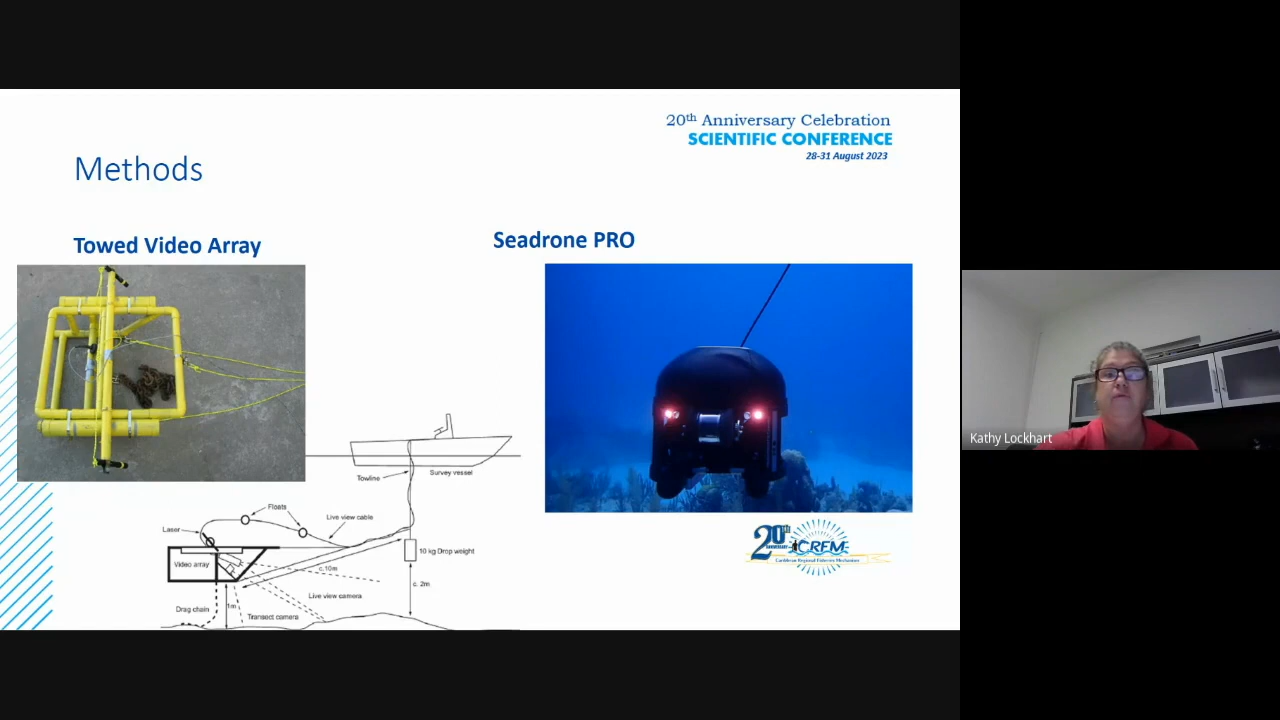 20th Anniversary Celebration
SCIENTIFIC CONFERENCE
28-31 August 2023
Methods
Towed Video Array
Seadrone PRO
Towline
Survey vessel
Floats
Live view cable
Laser
10 kg Drop weight
Video array
c.10m
c. 2m
Live view camera
Drag chain
1m
Transect camera
20th
ANNIVERSARY
CRFM
Caribbean Regional Fisheries Mechanism
Kathy Lockhart